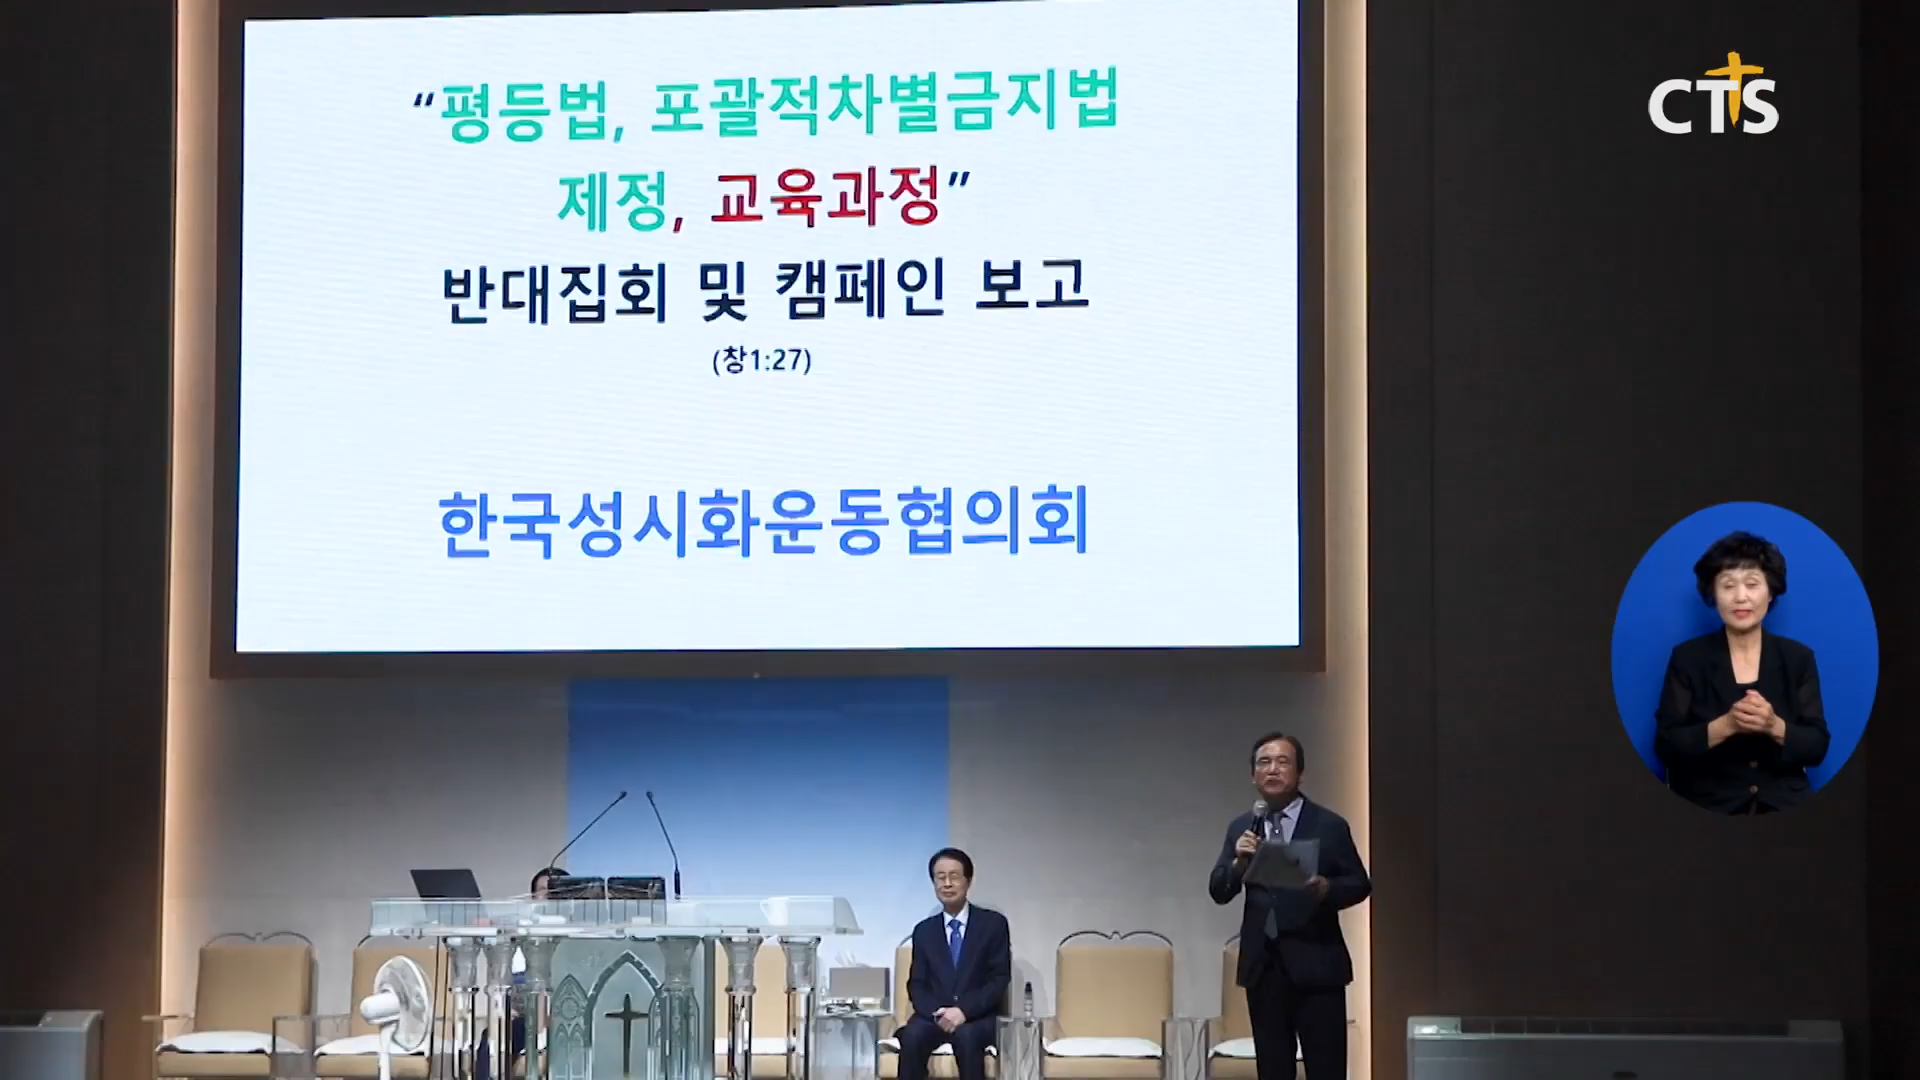 “평등법, 포괄적차별금지법
제정, 교육과정”
반대집회 및 캠페인 보고
(창1:27)
한국성시화운동협의회
CTS